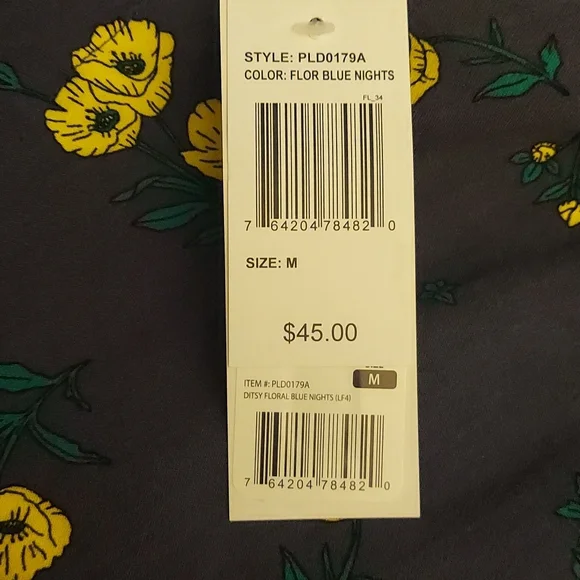 STYLE: PLD0179A
COLOR: FLOR BLUE NIGHTS
FL_34
7 64204 78482 0
SIZE: M
$45.00
M
ITEM #: PLD0179A
DITSY FLORAL BLUE NIGHTS (LF4)
7 64204 78482 0